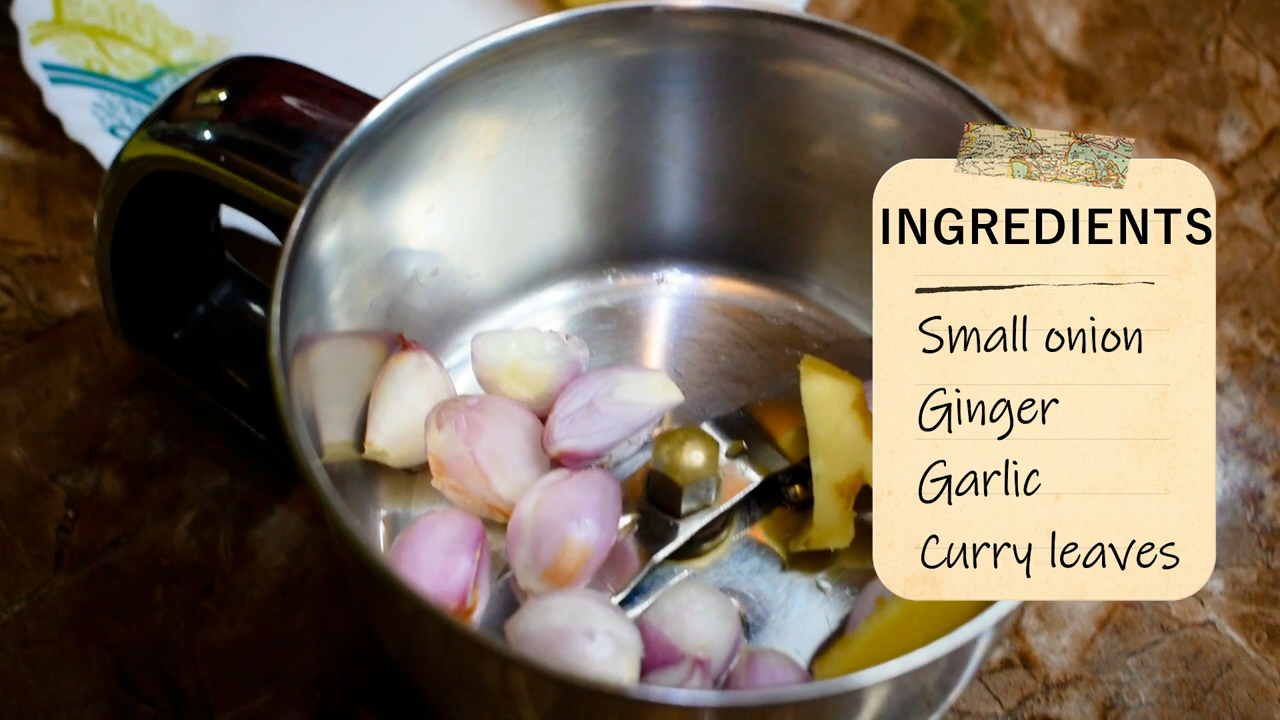 INGREDIENTS
Small onion
Ginger
Garlic
Curry leaves